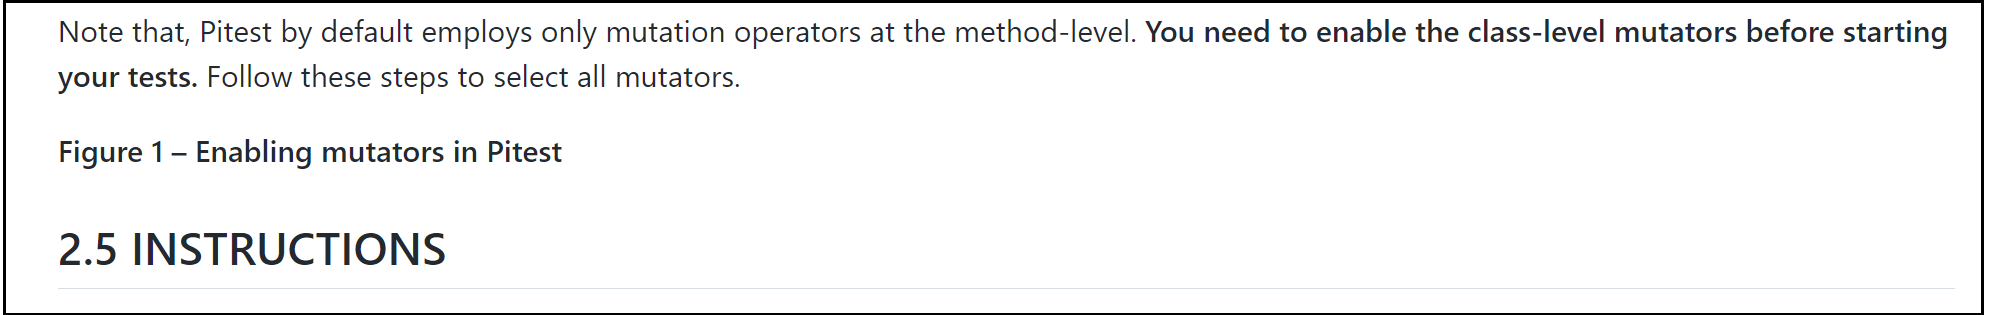 Note that, Pitest by default employs only mutation operators at the method-level. You need to enable the class-level mutators before starting
your tests. Follow these steps to select all mutators.
Figure 1 – Enabling mutators in Pitest
2.5 INSTRUCTIONS